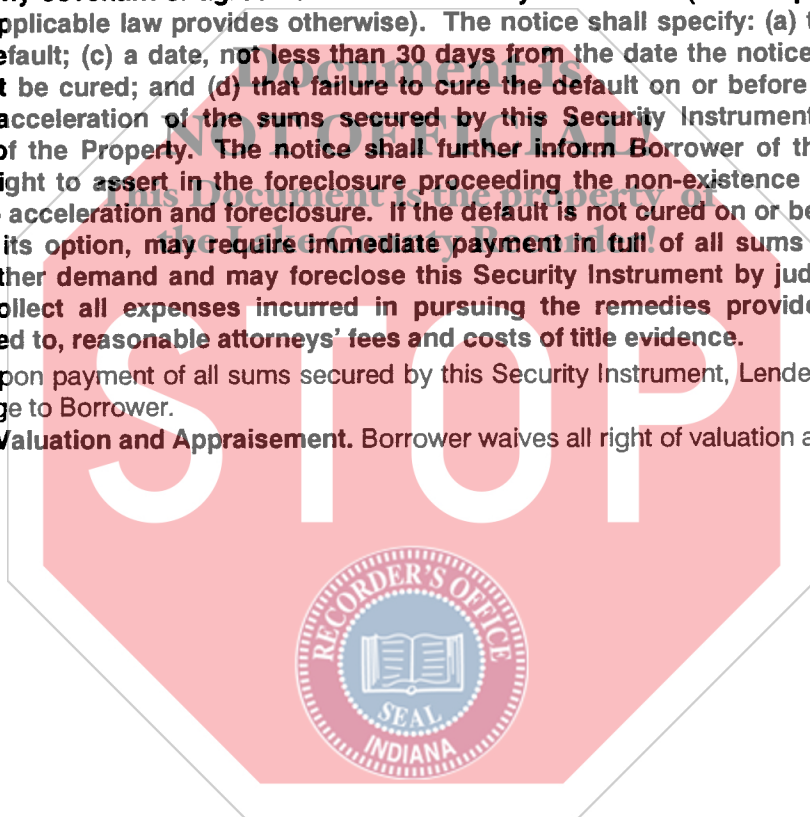 applicable law provides otherwise). The notice shall specify: (a)
default; (c) a date, not less than 30 days from the date the notice
t be cured; and (d) that failure to cure the default on or before
acceleration of the sums secured by this Security Instrument
of the Property. The notice shall further inform Borrower of th
ight to assert in the foreclosure proceeding the non-existence
acceleration and foreclosure. If the default is not cured on or be
its option, may require immediate payment in full of all sums
ther demand and may foreclose this Security Instrument by jud
ollect all expenses incurred in pursuing the remedies provide
ed to, reasonable attorneys' fees and costs of title evidence.
pon payment of all sums secured by this Security Instrument, Lende
ge to Borrower.
Valuation and Appraisement. Borrower waives all right of valuation a
Document is
NOT OFFICIAL!
This Document is the property of
the Lake County Recorder!
STOP
RECORDER'S OFFICE
SEAL
INDIANA